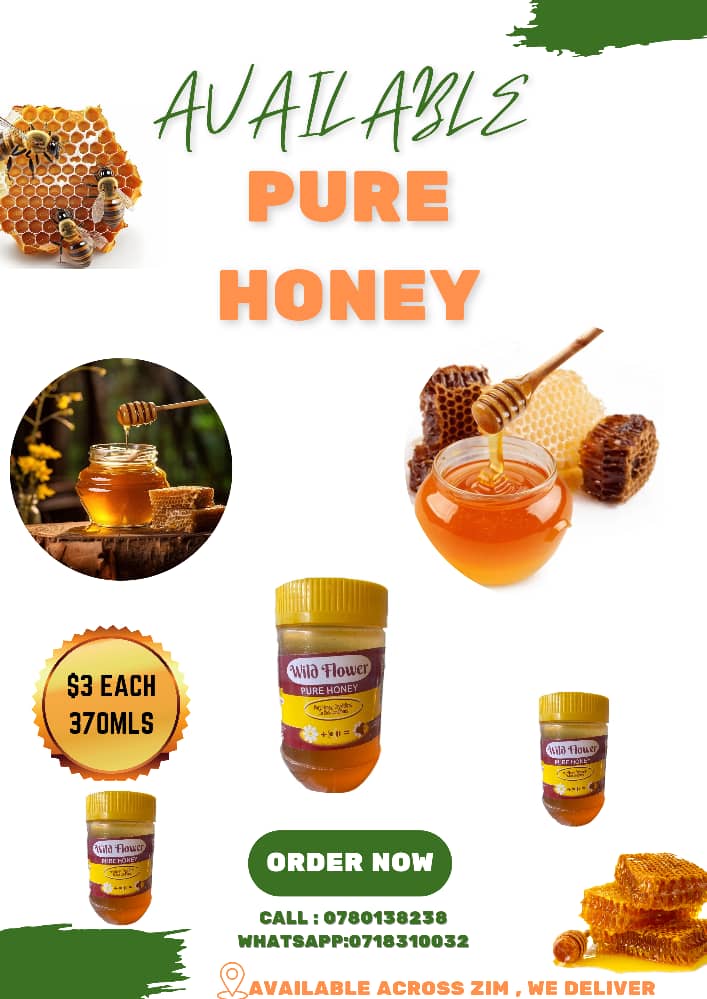 AVAILABLE
PURE
HONEY
$3 EACH
370MLS
Wild Flower
PURE HONEY
Wild Flower
PURE HONEY
Wild Flower
PURE HONEY
ORDER NOW
CALL : 0780138238
WHATSAPP:0718310032
AVAILABLE ACROSS ZIM , WE DELIVER